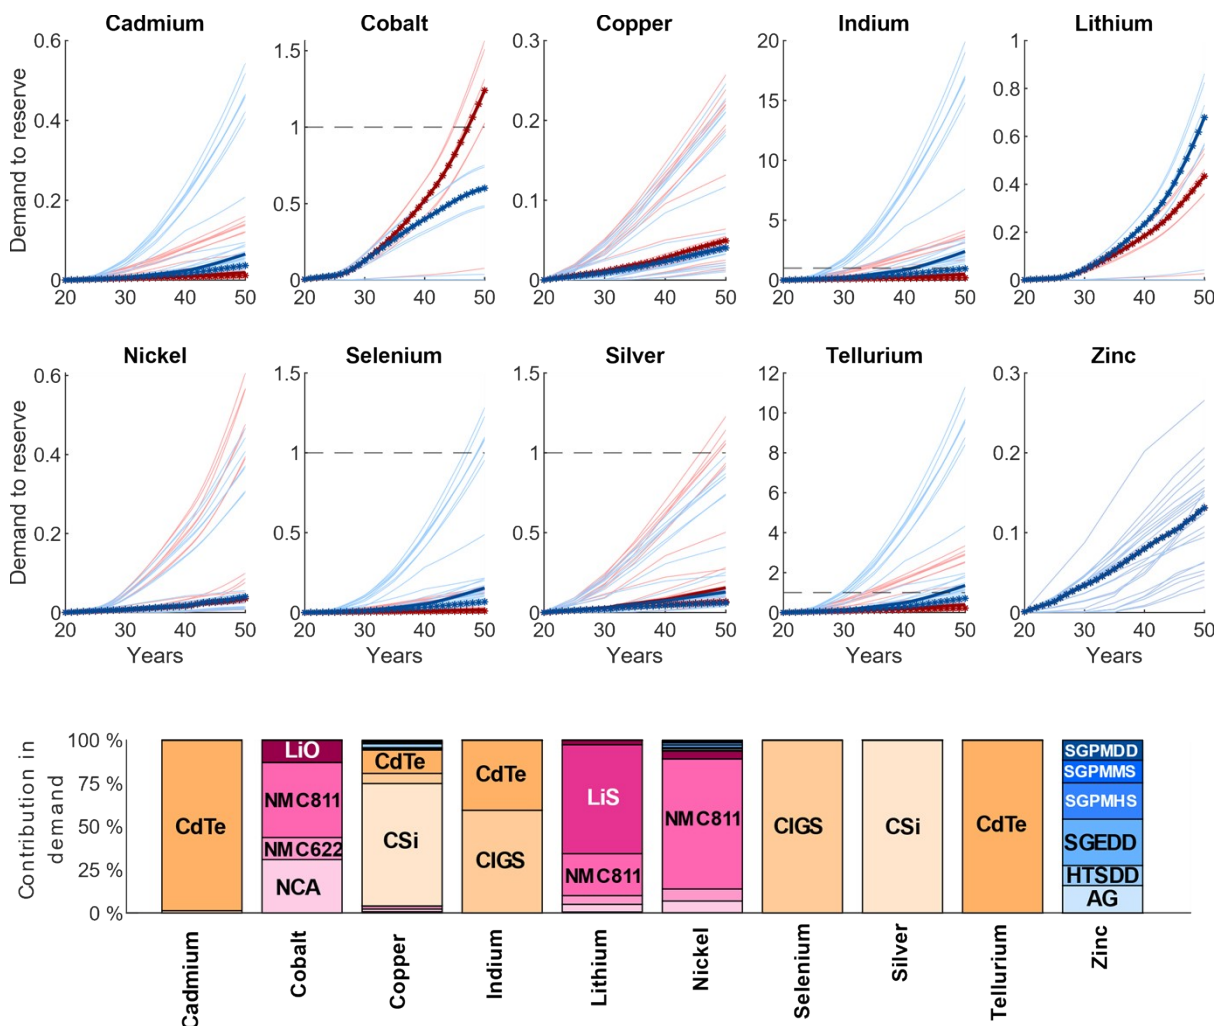 Cadmium
Cobalt
Copper
Indium
Lithium
Demand to reserve
0.6
0.4
0.2
0
20 30 40 50
1.5
1
0.5
0
20 30 40 50
0.3
0.2
0.1
0
20 30 40 50
20
15
10
5
0
20 30 40 50
1
0.8
0.6
0.4
0.2
0
20 30 40 50
Nickel
Selenium
Silver
Tellurium
Zinc
Demand to reserve
0.6
0.4
0.2
0
20 30 40 50
Years
1.5
1
0.5
0
20 30 40 50
Years
1.5
1
0.5
0
20 30 40 50
Years
12
10
8
6
4
2
0
20 30 40 50
Years
0.3
0.2
0.1
0
20 30 40 50
Years
Contribution in
demand
100 %
75 %
50 %
25 %
0 %
CdTe
LiO
NMC811
NMC622
NCA
CdTe
CSi
CdTe
CIGS
LiS
NMC811
NMC811
CIGS
CSi
CdTe
SGPMDD
SGPMMS
SGPMHS
SGEDD
HTSDD
AG
Cadmium
Cobalt
Copper
Indium
Lithium
Nickel
Selenium
Silver
Tellurium
Zinc